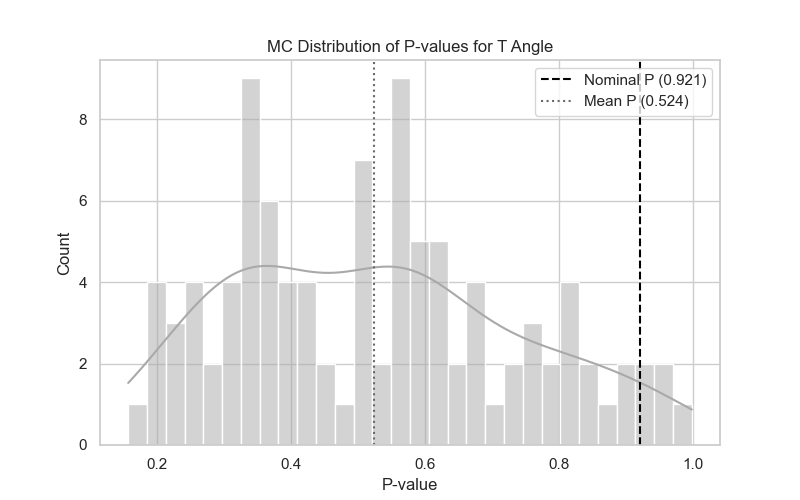 MC Distribution of P-values for T Angle
Nominal P (0.921)
Mean P (0.524)
Count
8
6
4
2
0
0.2 0.4 0.6 0.8 1.0
P-value